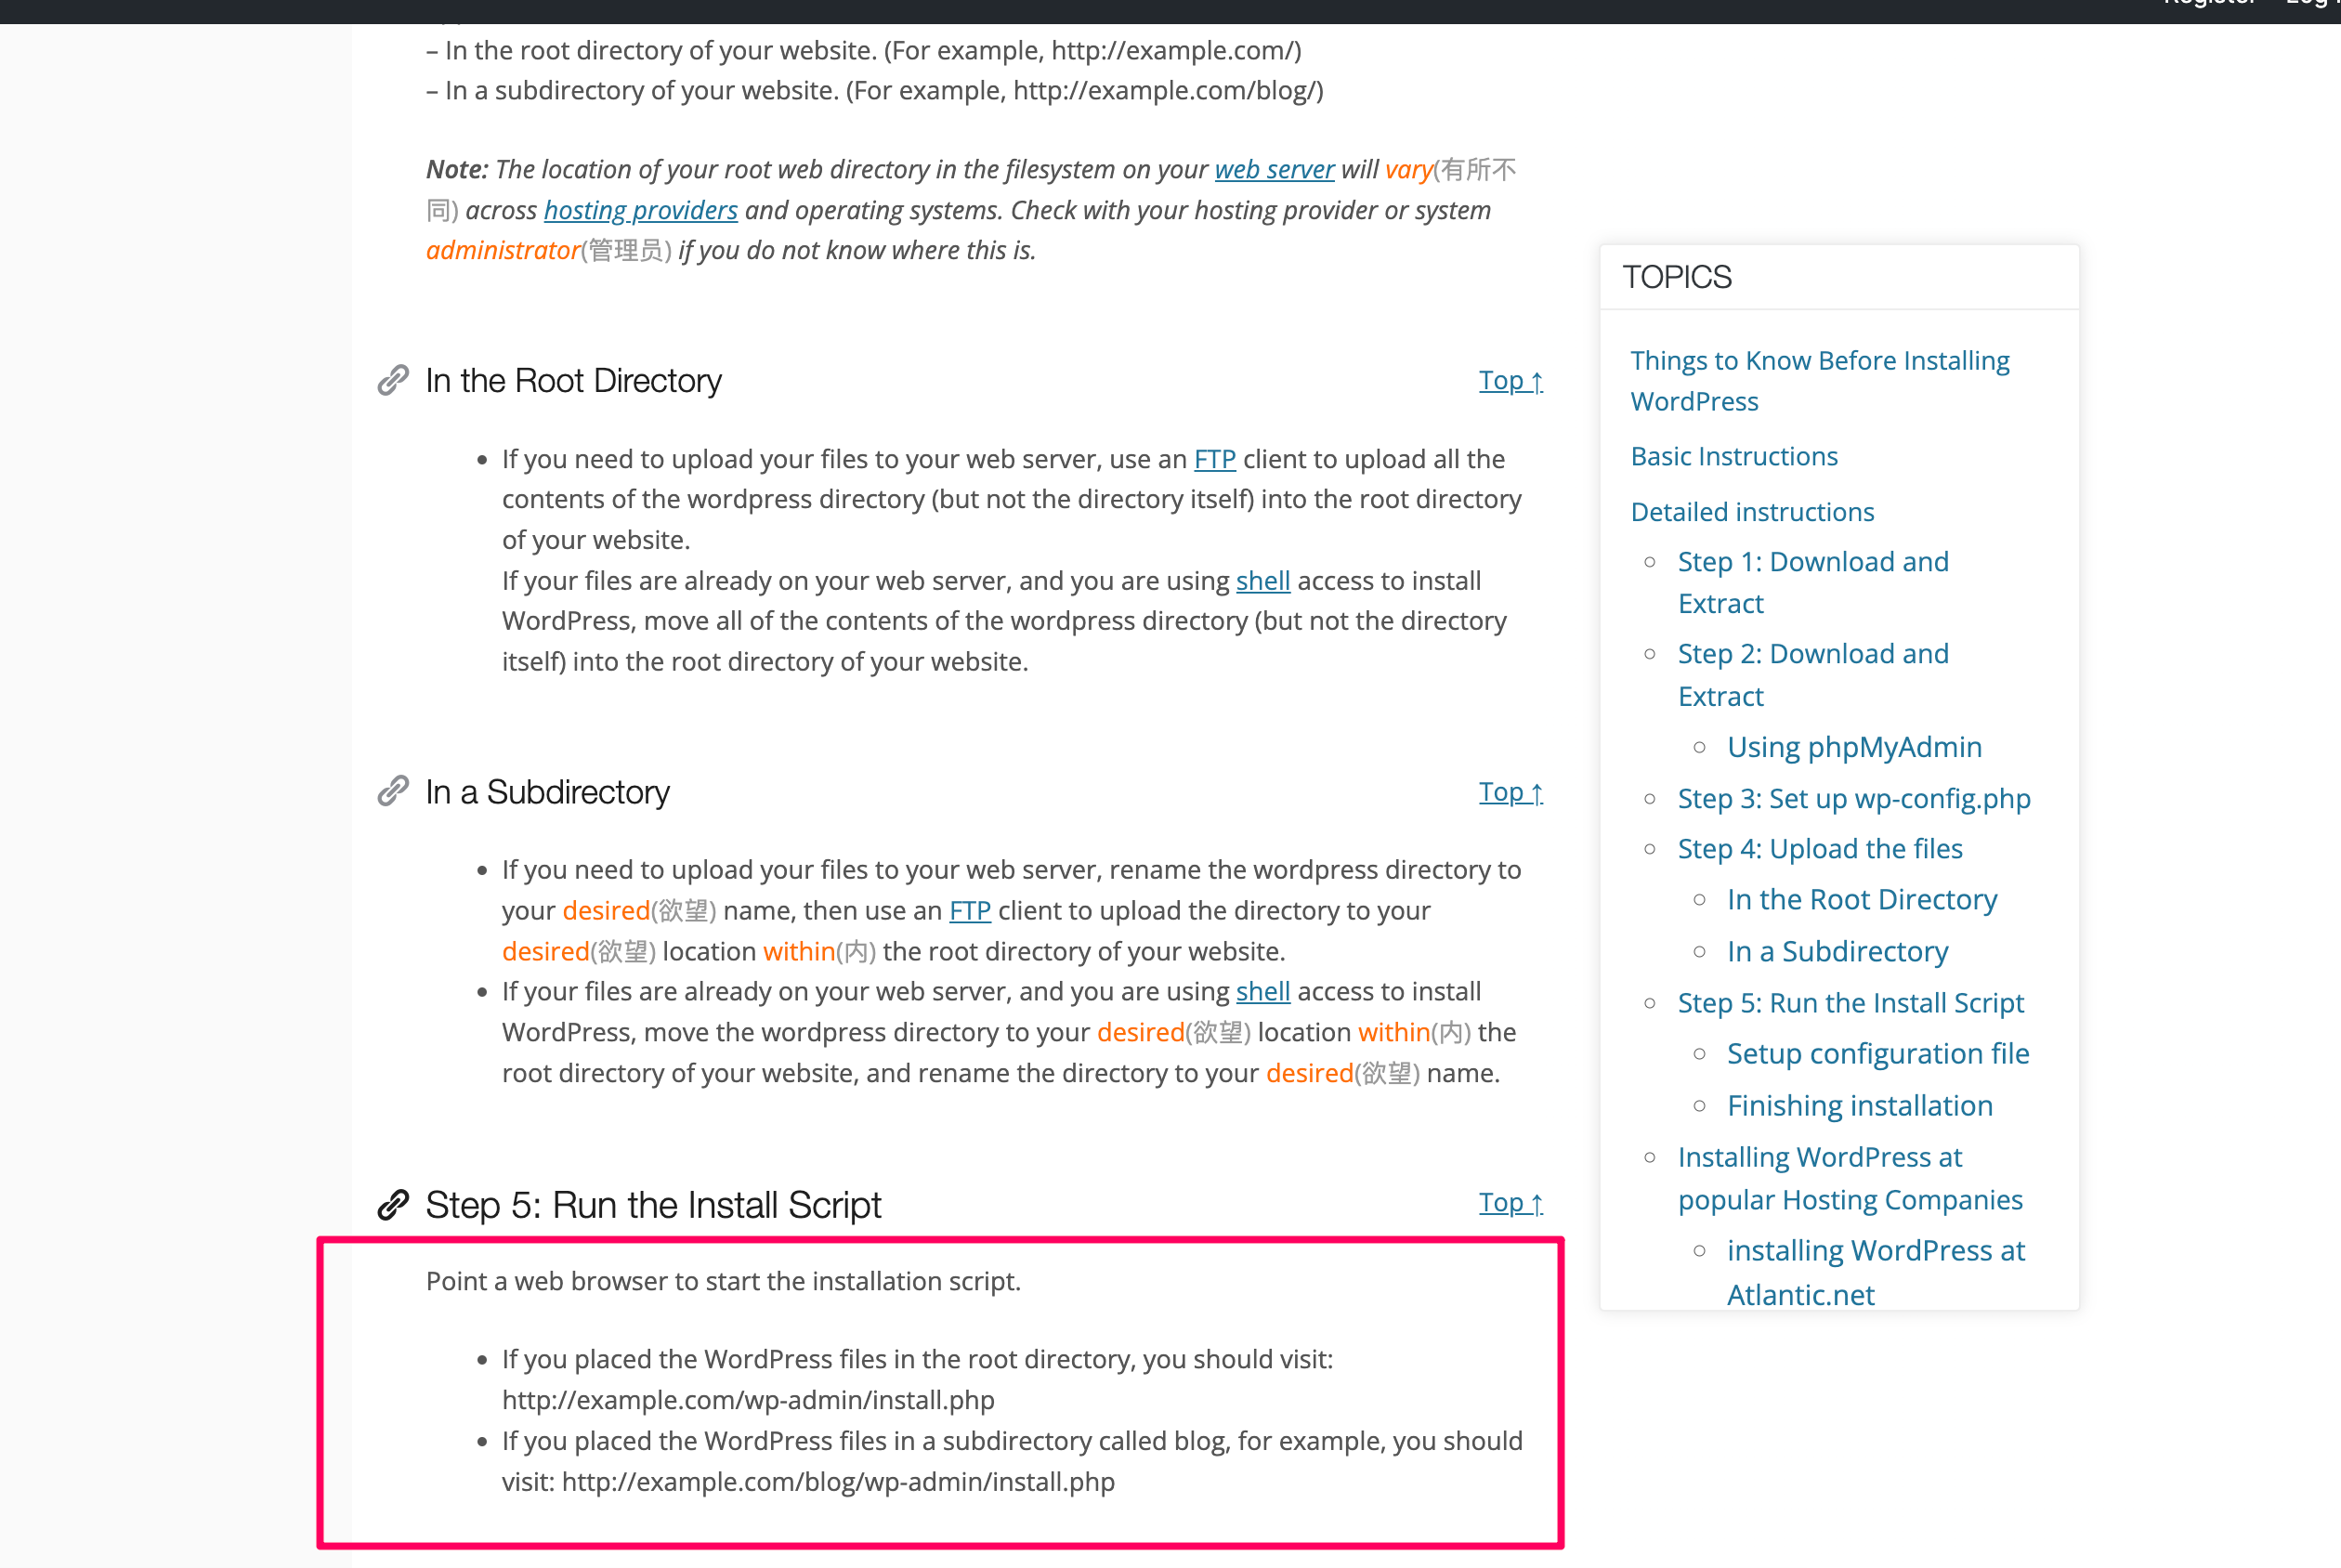 – In the root directory of your website. (For example, http://example.com/)
– In a subdirectory of your website. (For example, http://example.com/blog/)
Note: The location of your root web directory in the filesystem on your web server will vary(有所不
同) across hosting providers and operating systems. Check with your hosting provider or system
administrator(管理员) if you do not know where this is.
In the Root Directory
Top ↑
• If you need to upload your files to your web server, use an FTP client to upload all the
contents of the wordpress directory (but not the directory itself) into the root directory
of your website.
If your files are already on your web server, and you are using shell access to install
WordPress, move all of the contents of the wordpress directory (but not the directory
itself) into the root directory of your website.
In a Subdirectory
Top ↑
• If you need to upload your files to your web server, rename the wordpress directory to
your desired(欲望) name, then use an FTP client to upload the directory to your
desired(欲望) location within(内) the root directory of your website.
• If your files are already on your web server, and you are using shell access to install
WordPress, move the wordpress directory to your desired(欲望) location within(内) the
root directory of your website, and rename the directory to your desired(欲望) name.
Step 5: Run the Install Script
Top ↑
Point a web browser to start the installation script.
• If you placed the WordPress files in the root directory, you should visit:
http://example.com/wp-admin/install.php
• If you placed the WordPress files in a subdirectory called blog, for example, you should
visit: http://example.com/blog/wp-admin/install.php
TOPICS
Things to Know Before Installing
WordPress
Basic Instructions
Detailed instructions
Step 1: Download and
Extract
Step 2: Download and
Extract
Using phpMyAdmin
Step 3: Set up wp-config.php
Step 4: Upload the files
In the Root Directory
In a Subdirectory
Step 5: Run the Install Script
Setup configuration file
Finishing installation
Installing WordPress at
popular Hosting Companies
installing WordPress at
Atlantic.net